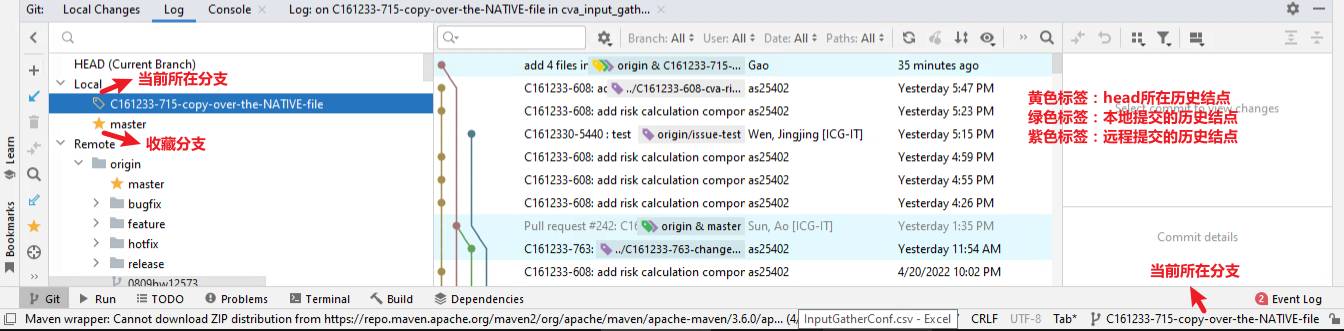 Git: Local Changes Log Console Log: on C161233-715-copy-over-the-NATIVE-file in cva_input_gath...
Branch: All User: All Date: All Paths: All
HEAD (Current Branch)
Local
当前所在分支
C161233-715-copy-over-the-NATIVE-file
master
收藏分支
Remote
origin
master
bugfix
feature
hotfix
release
0809hw12573
add 4 files in origin & C161233-715-... Gao 35 minutes ago
C161233-608: ac ../C161233-608-cva-ri... as25402 Yesterday 5:47 PM
C161233-608: add risk calculation compor as25402 Yesterday 5:23 PM
C1612330-5440 : test origin/issue-test Wen, Jingjing [ICG-IT] Yesterday 5:15 PM
C161233-608: add risk calculation compor as25402 Yesterday 4:59 PM
C161233-608: add risk calculation compor as25402 Yesterday 4:55 PM
C161233-608: add risk calculation compor as25402 Yesterday 4:26 PM
Pull request #242: C16 origin & master Sun, Ao [ICG-IT] Yesterday 1:35 PM
C161233-763: ../C161233-763-change... as25402 Yesterday 11:54 AM
C161233-608: add risk calculation compor as25402 4/20/2022 10:02 PM
黄色标签：head所在历史结点
Select commit to view changes
绿色标签：本地提交的历史结点
紫色标签：远程提交的历史结点
Commit details
当前所在分支
Learn
Bookmarks
Git Run TODO Problems Terminal Build Dependencies 2 Event Log
Maven wrapper: Cannot download ZIP distribution from https://repo.maven.apache.org/maven2/org/apache/maven/apache-maven/3.6.0/ap... (4/ InputGatherConf.csv - Excel CRLF UTF-8 Tab* C161233-715-copy-over-the-NATIVE-file